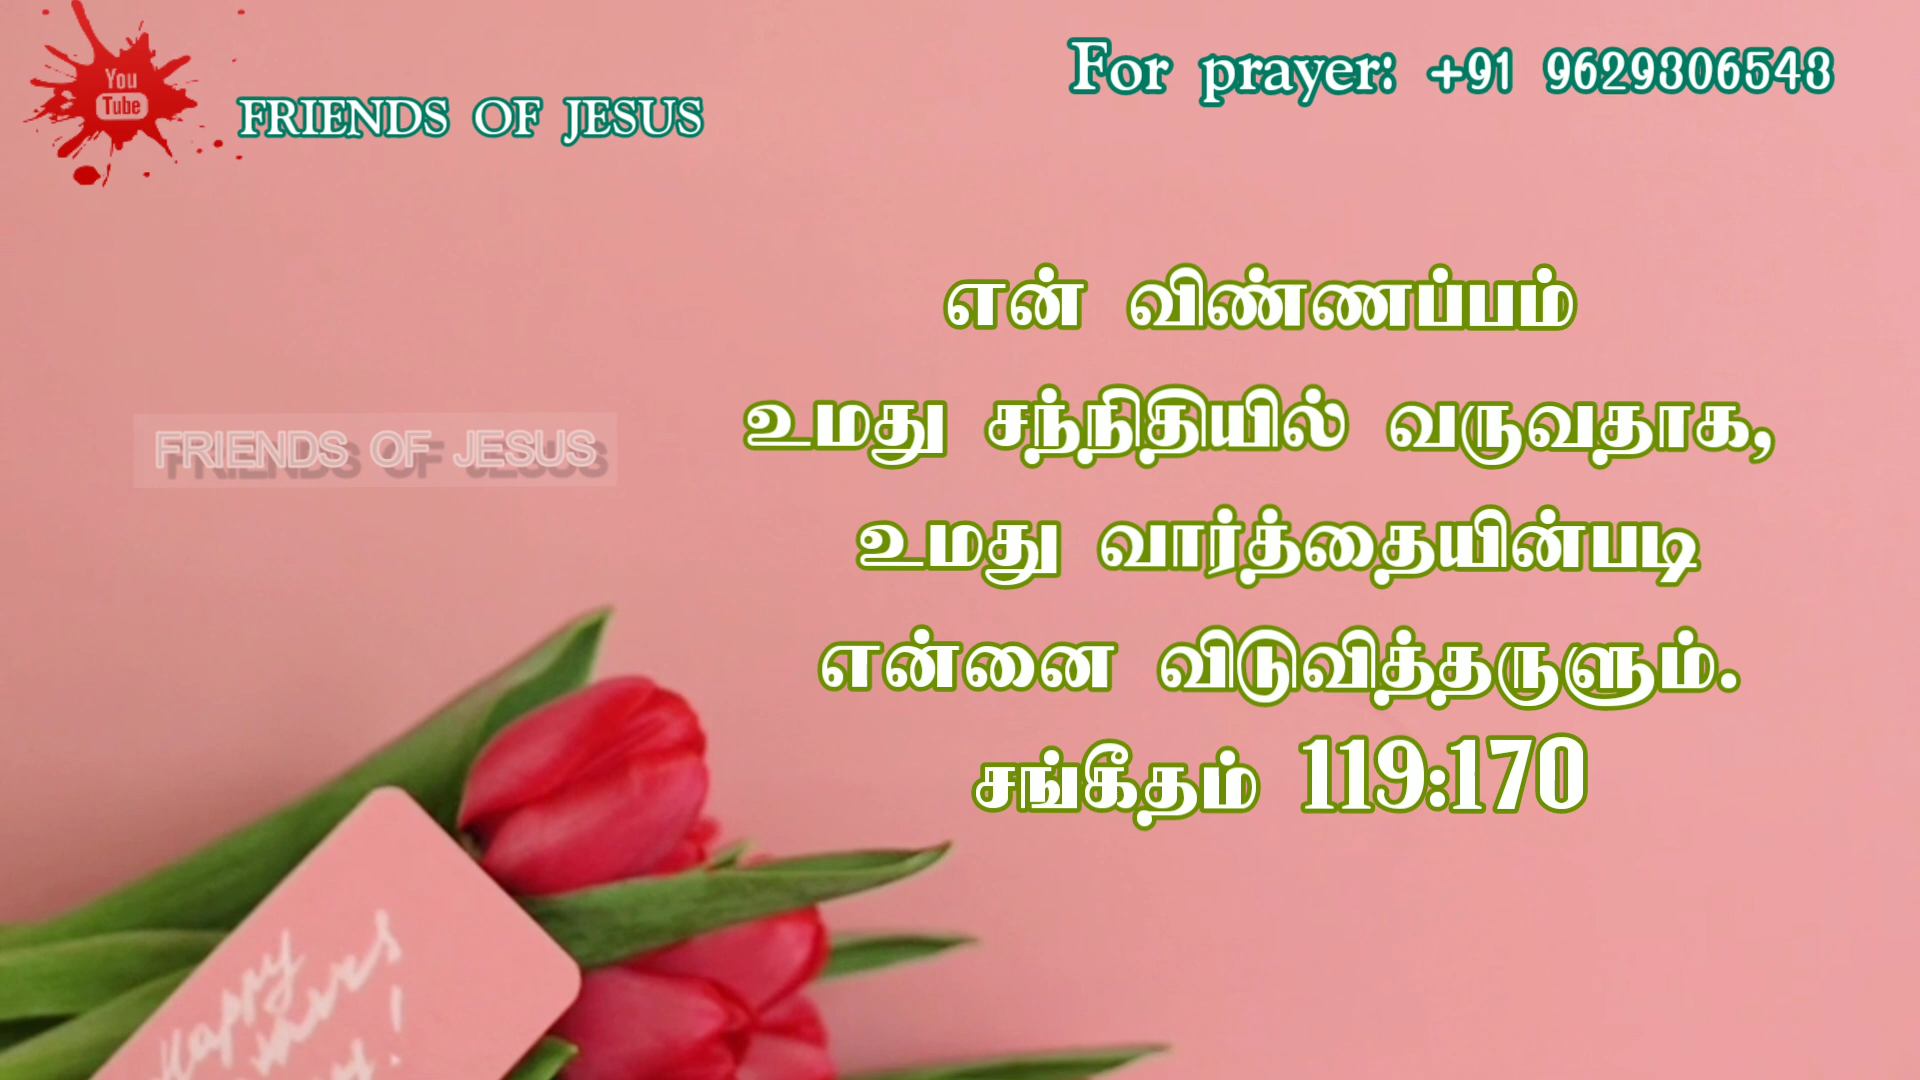 You
Tube
FRIENDS OF JESUS
For prayer: +91 9629306543
என் விண்ணப்பம்
உமது சந்நிதியில் வருவதாக,
உமது வார்த்தையின்படி
என்னை விடுவித்தருளும்.
சங்கீதம் 119:170
FRIENDS OF JESUS
Happy